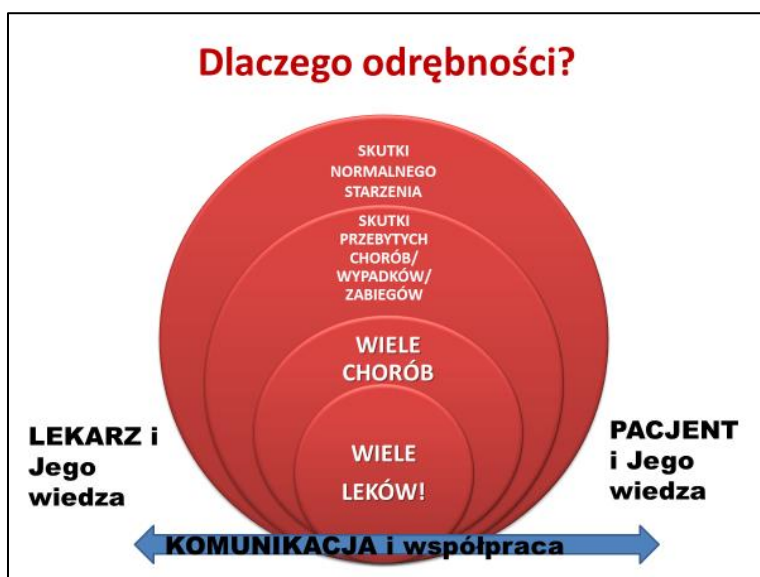 Dlaczego odrębności?
SKUTKI
NORMALNEGO
STARZENIA
SKUTKI
PRZEBYTYCH
CHORÓB/
WYPADKÓW/
ZABIEGÓW
WIELE
CHORÓB
WIELE
LEKÓW!
LEKARZ i
Jego
wiedza
PACJENT
i Jego
wiedza
KOMUNIKACJA i współpraca